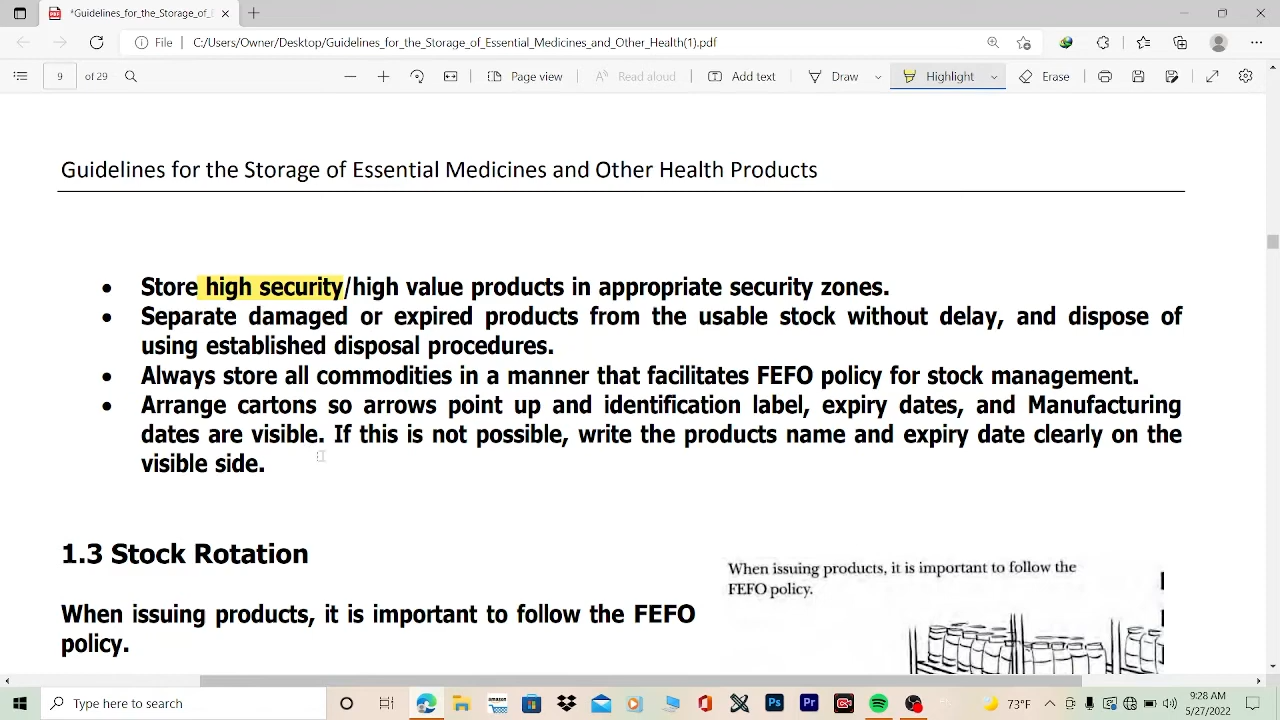 *Guidelines_for_the_Storage_of_
File
C:/Users/Owner/Desktop/Guidelines_for_the_Storage_of_Essential_Medicines_and_Other_Health(1).pdf
9 of 29
Page view
Read aloud
Add text
Draw
Highlight
Erase
Guidelines for the Storage of Essential Medicines and Other Health Products
• Store high security/high value products in appropriate security zones.
• Separate damaged or expired products from the usable stock without delay, and dispose of
using established disposal procedures.
• Always store all commodities in a manner that facilitates FEFO policy for stock management.
• Arrange cartons so arrows point up and identification label, expiry dates, and Manufacturing
dates are visible. If this is not possible, write the products name and expiry date clearly on the
visible side.
1.3 Stock Rotation
When issuing products, it is important to follow the
FEFO policy.
When issuing products, it is important to follow the FEFO
policy.
Type here to search
amazon
Ps
Pr
73°F
5:28 AM
5/27/2022